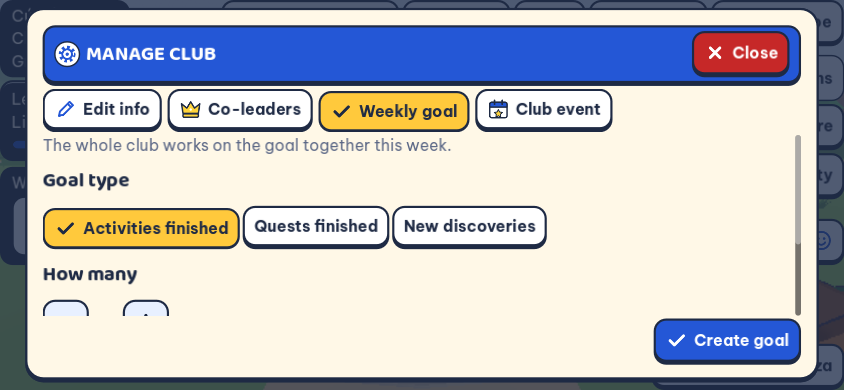 MANAGE CLUB
Close
Edit info
Co-leaders
Weekly goal
Club event
The whole club works on the goal together this week.
Goal type
Activities finished
Quests finished
New discoveries
How many
Create goal